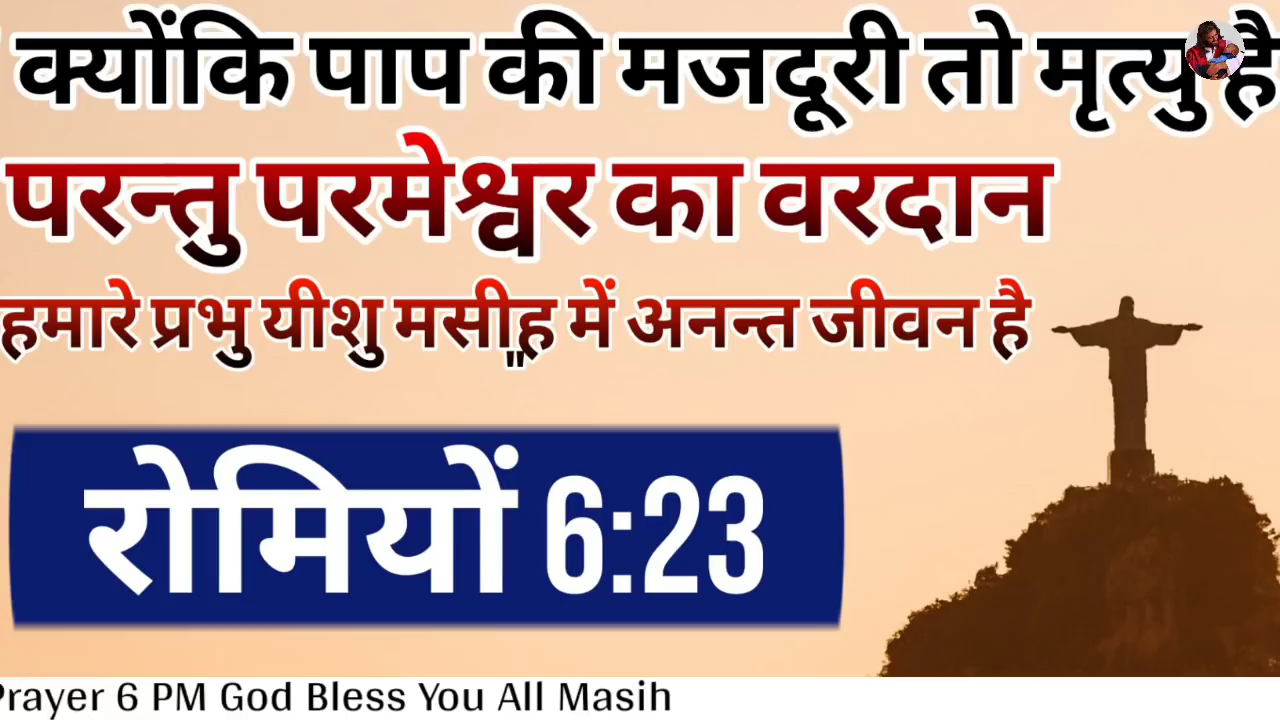 क्योंकि पाप की मजदूरी तो मृत्यु है
परन्तु परमेश्वर का वरदान
हमारे प्रभु यीशु मसीह में अनन्त जीवन है
"
रोमियों 6:23
Prayer 6 PM God Bless You All Masih